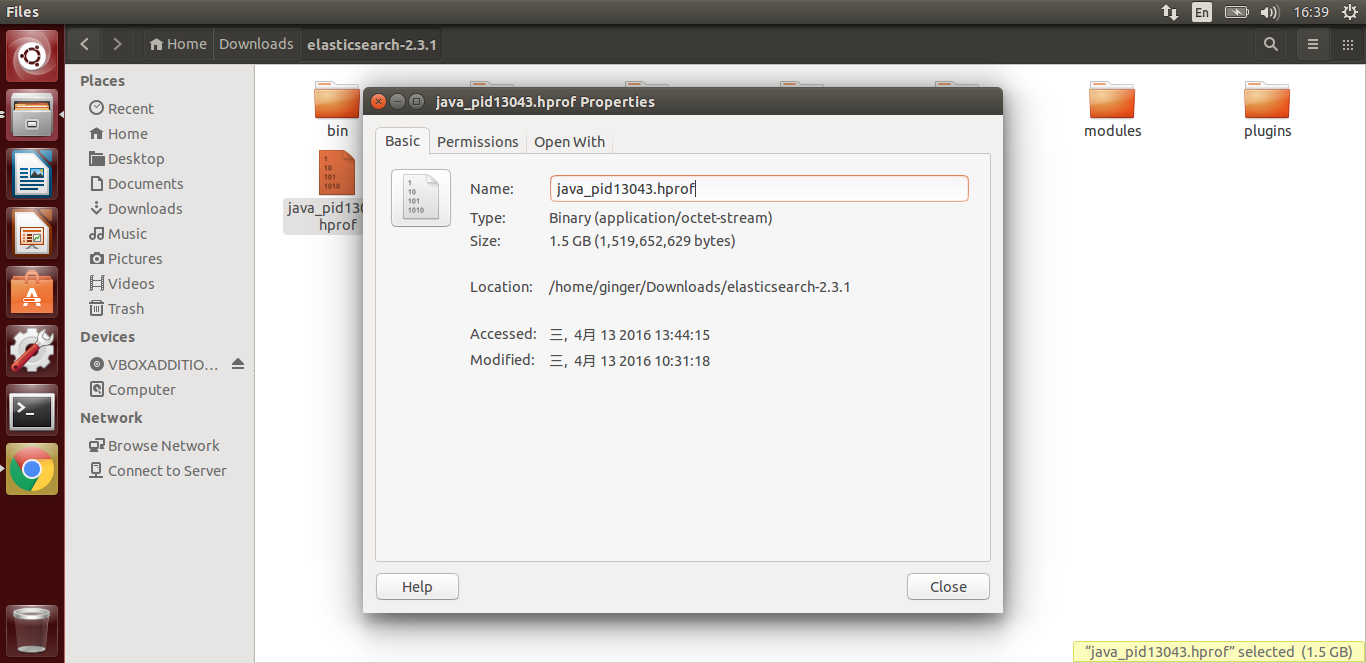 Files
En
16:39
Home
Downloads
elasticsearch-2.3.1
Places
Recent
Home
Desktop
Documents
Downloads
Music
Pictures
Videos
Trash
Devices
VBOXADDITIO...
Computer
Network
Browse Network
Connect to Server
bin
modules
plugins
java_pid130
hprof
java_pid13043.hprof Properties
Basic
Permissions
Open With
1
10
101
1010
1
10
101
1010
Name: java_pid13043.hprof
Type: Binary (application/octet-stream)
Size: 1.5 GB (1,519,652,629 bytes)
Location: /home/ginger/Downloads/elasticsearch-2.3.1
Accessed: 三, 4月 13 2016 13:44:15
Modified: 三, 4月 13 2016 10:31:18
Help
Close
“java_pid13043.hprof” selected (1.5 GB)